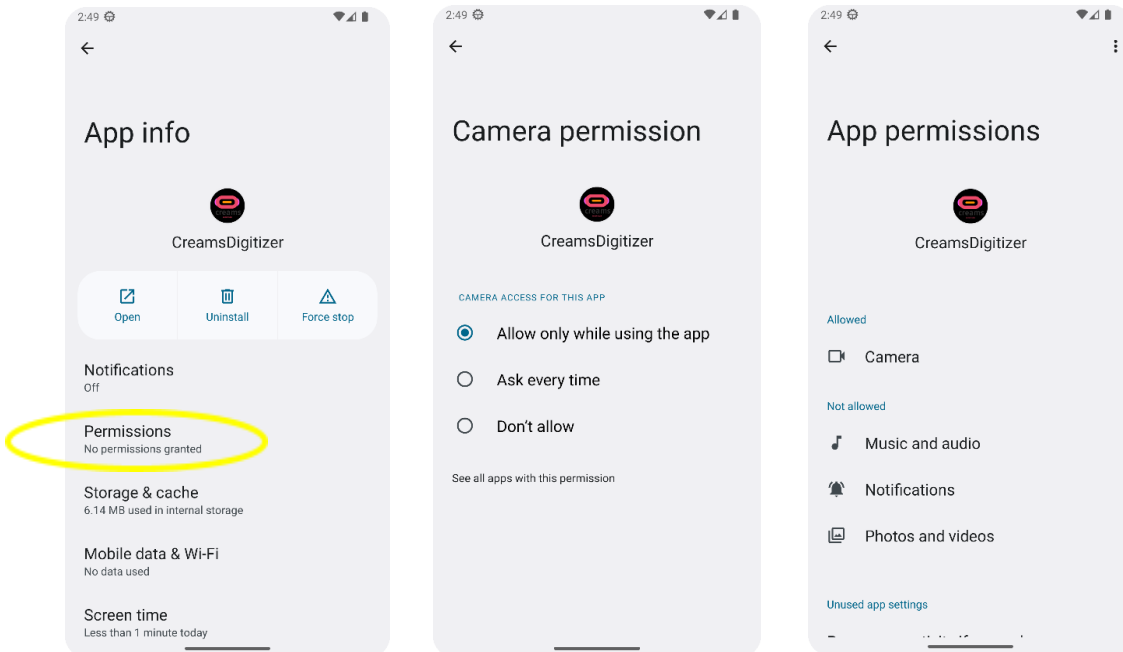 2:49
App info
creams
CreamsDigitizer
Open
Uninstall
Force stop
Notifications
Off
Permissions
No permissions granted
Storage & cache
6.14 MB used in internal storage
Mobile data & Wi-Fi
No data used
Screen time
Less than 1 minute today
2:49
Camera permission
creams
CreamsDigitizer
CAMERA ACCESS FOR THIS APP
Allow only while using the app
Ask every time
Don't allow
See all apps with this permission
2:49
App permissions
creams
CreamsDigitizer
Allowed
Camera
Not allowed
Music and audio
Notifications
Photos and videos
Unused app settings